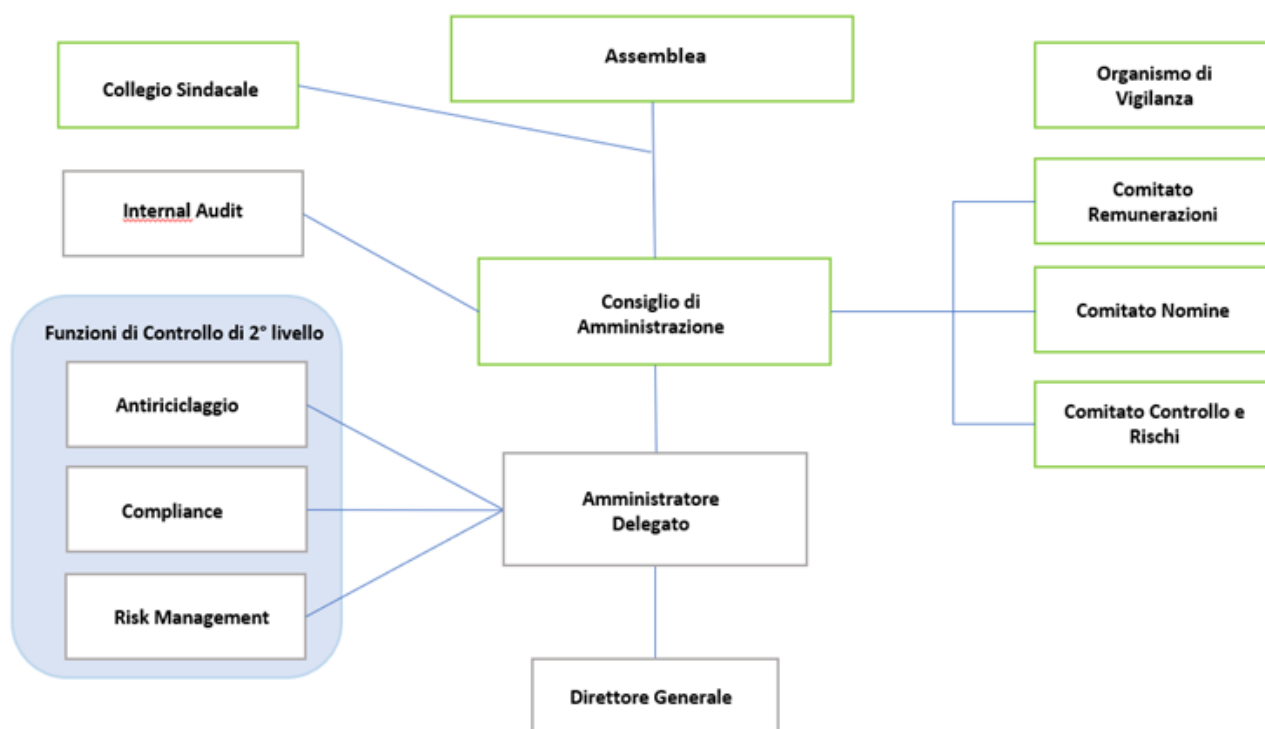 Assemblea
Collegio Sindacale
Organismo di
Vigilanza
Internal Audit
Comitato
Remunerazioni
Consiglio di
Amministrazione
Comitato Nomine
Funzioni di Controllo di 2° livello
Antiriciclaggio
Comitato Controllo e
Rischi
Compliance
Amministratore
Delegato
Risk Management
Direttore Generale